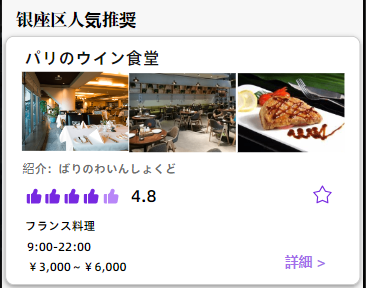 银座区人気推奨
パリのウイン食堂
紹介：ぱりのわいんしょくど
4.8
フランス料理
9:00-22:00
￥3,000~￥6,000
詳細 >